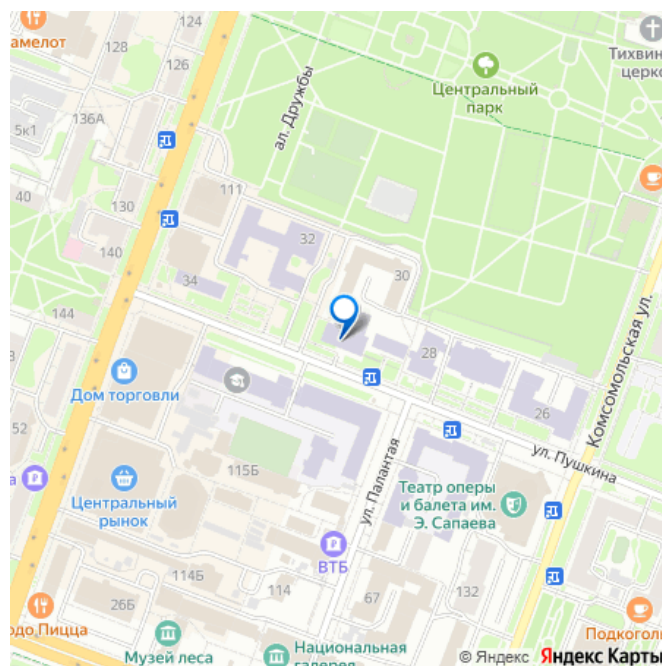 амелот
124
128
126
Тихвин
церко
Центральный
парк
ал. Дружбы
5к1
136А
40
130
111
140
32
30
34
144
28
26
Комсомольская ул.
Дом торговли
52
а
115Б
Центральный
рынок
ул. Палантая
ул. Пушкина
Театр оперы
и балета им.
Э. Сапаева
ВТБ
114Б
114
132
26Б
67
одо Пицца
Музей леса
Национальная
галерея
Подкоголь
© Яндекс Яндекс Карты